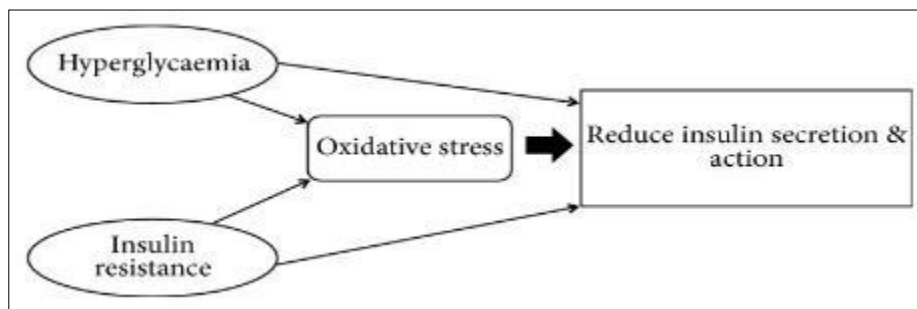 Hyperglycaemia
Oxidative stress
Reduce insulin secretion &
action
Insulin
resistance